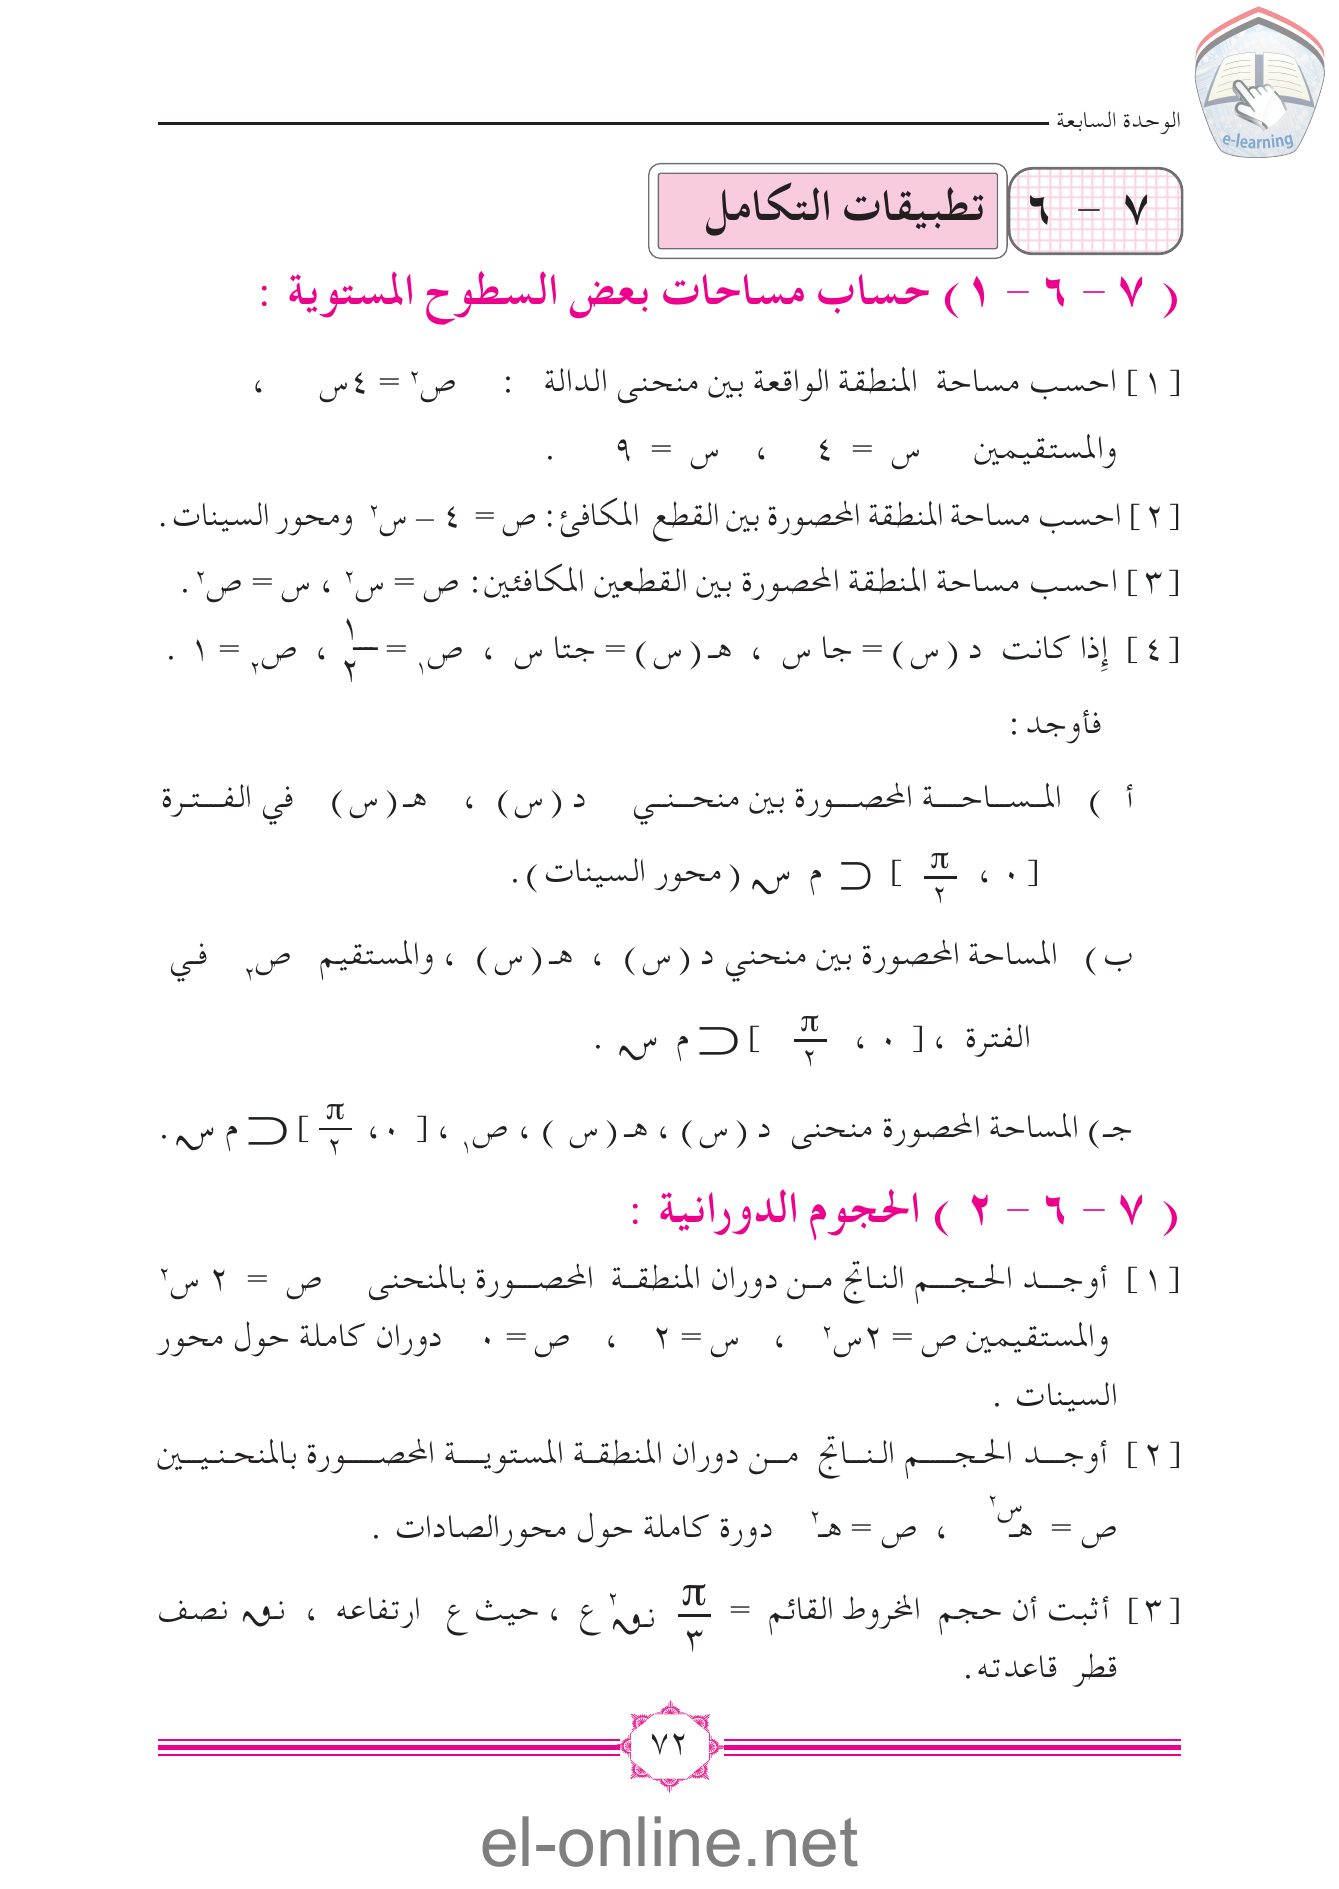 e-learning
الوحدة السابعة
٧ – ٦ تطبيقات التكامل
( ٧ – ٦ – ١ ) حساب مساحات بعض السطوح المستوية :
[ ١ ] احسب مساحة المنطقة الواقعة بين منحنى الدالة : ص٢ = ٤س ،
والمستقيمين س = ٤ ، س = ٩ .
[ ٢ ] احسب مساحة المنطقة المحصورة بين القطع المكافئ: ص = ٤ – س٢ ومحور السينات .
[ ٣ ] احسب مساحة المنطقة المحصورة بين القطعين المكافئين: ص = س٢ ، س = ص٢ .
[ ٤ ] إِذا كانت د ( س ) = جا س ، هـ ( س ) = جتا س ، ص١ = ١/٢ ، ص٢ = ١ .
فأوجد :
أ ) المساحة المحصورة بين منحني د ( س ) ، هـ ( س ) في الفترة
[ ٠ ، π/٢ ] ⊂ م س ( محور السينات ) .
ب ) المساحة المحصورة بين منحني د ( س ) ، هـ ( س ) ، والمستقيم ص٢ في
الفترة ، [ ٠ ، π/٢ ] ⊂ م س .
جـ) المساحة المحصورة منحنى د ( س ) ، هـ ( س ) ، ص١ ، [ ٠ ، π/٢ ] ⊂ م س .
( ٧ – ٦ – ٢ ) الحجوم الدورانية :
[ ١ ] أوجد الحجم الناتج من دوران المنطقة المحصورة بالمنحنى ص = ٢ س٢
والمستقيمين ص = ٢س٢ ، س = ٢ ، ص = ٠ دوران كاملة حول محور
السينات .
[ ٢ ] أوجد الحجم الناتج من دوران المنطقة المستوية المحصورة بالمنحنيين
ص = هـس٢ ، ص = هـ٢ دورة كاملة حول محورالصادات .
[ ٣ ] أثبت أن حجم المخروط القائم = π/٣ نق٢ ع ، حيث ع ارتفاعه ، نق نصف
قطر قاعدته .
٧٢
el-online.net